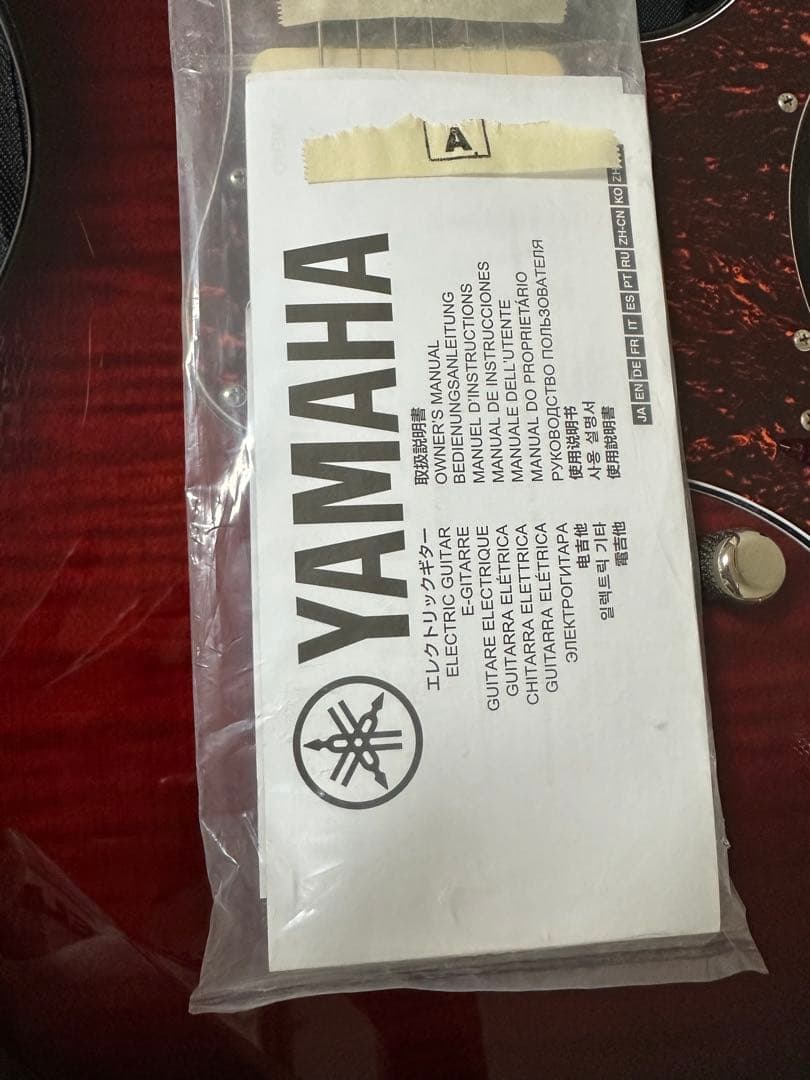 A
YAMAHA
エレクトリックギター 取扱説明書
ELECTRIC GUITAR OWNER'S MANUAL
E-GITARRE BEDIENUNGSANLEITUNG
GUITARE ELECTRIQUE MANUEL D'INSTRUCTIONS
GUITARRA ELÉTRICA MANUAL DE INSTRUCCIONES
CHITARRA ELETTRICA MANUALE DELL'UTENTE
GUITARRA ELÉTRICA MANUAL DO PROPRIETÁRIO
ЭЛЕКТРОГИТАРА РУКОВОДСТВО ПОЛЬЗОВАТЕЛЯ
电吉他 使用说明书
일렉트릭 기타 사용 설명서
電吉他 使用說明書
JA EN DE FR IT ES PT RU ZH-CN KO